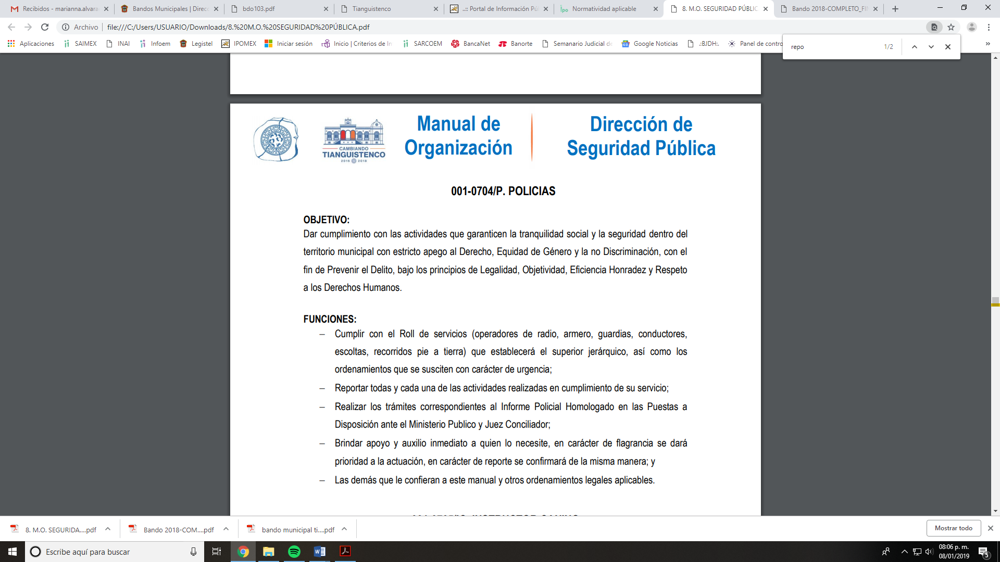 Recibidos - marianna.alvara
Bandos Municipales | Direcc
bdo103.pdf
Tianguistenco
..:: Portal de Información Pú
Normatividad aplicable
8. M.O. SEGURIDAD PÚBLIC
Bando 2018-COMPLETO_FIN
Archivo
file:///C:/Users/USUARIO/Downloads/8.%20M.O.%20SEGURIDAD%20PÚBLICA.pdf
Aplicaciones
SAIMEX
INAI
Infoem
Legistel
IPOMEX
Iniciar sesión
Inicio | Criterios de In
SARCOEM
BancaNet
Banorte
Semanario Judicial de
Google Noticias
.:BJDH:.
Panel de contro
»
repo
1/2
Manual de
Organización
Dirección de
Seguridad Pública
CAMBIANDO
TIANGUISTENCO
2016 2018
001-0704/P. POLICIAS
OBJETIVO:
Dar cumplimiento con las actividades que garanticen la tranquilidad social y la seguridad dentro del
territorio municipal con estricto apego al Derecho, Equidad de Género y la no Discriminación, con el
fin de Prevenir el Delito, bajo los principios de Legalidad, Objetividad, Eficiencia Honradez y Respeto
a los Derechos Humanos.
FUNCIONES:
– Cumplir con el Roll de servicios (operadores de radio, armero, guardias, conductores,
escoltas, recorridos pie a tierra) que establecerá el superior jerárquico, así como los
ordenamientos que se susciten con carácter de urgencia;
– Reportar todas y cada una de las actividades realizadas en cumplimiento de su servicio;
– Realizar los trámites correspondientes al Informe Policial Homologado en las Puestas a
Disposición ante el Ministerio Publico y Juez Conciliador;
– Brindar apoyo y auxilio inmediato a quien lo necesite, en carácter de flagrancia se dará
prioridad a la actuación, en carácter de reporte se confirmará de la misma manera; y
– Las demás que le confieran a este manual y otros ordenamientos legales aplicables.
8. M.O. SEGURIDA....pdf
Bando 2018-COM....pdf
bando municipal ti....pdf
Mostrar todo
Escribe aquí para buscar
08:06 p. m.
08/01/2019
5